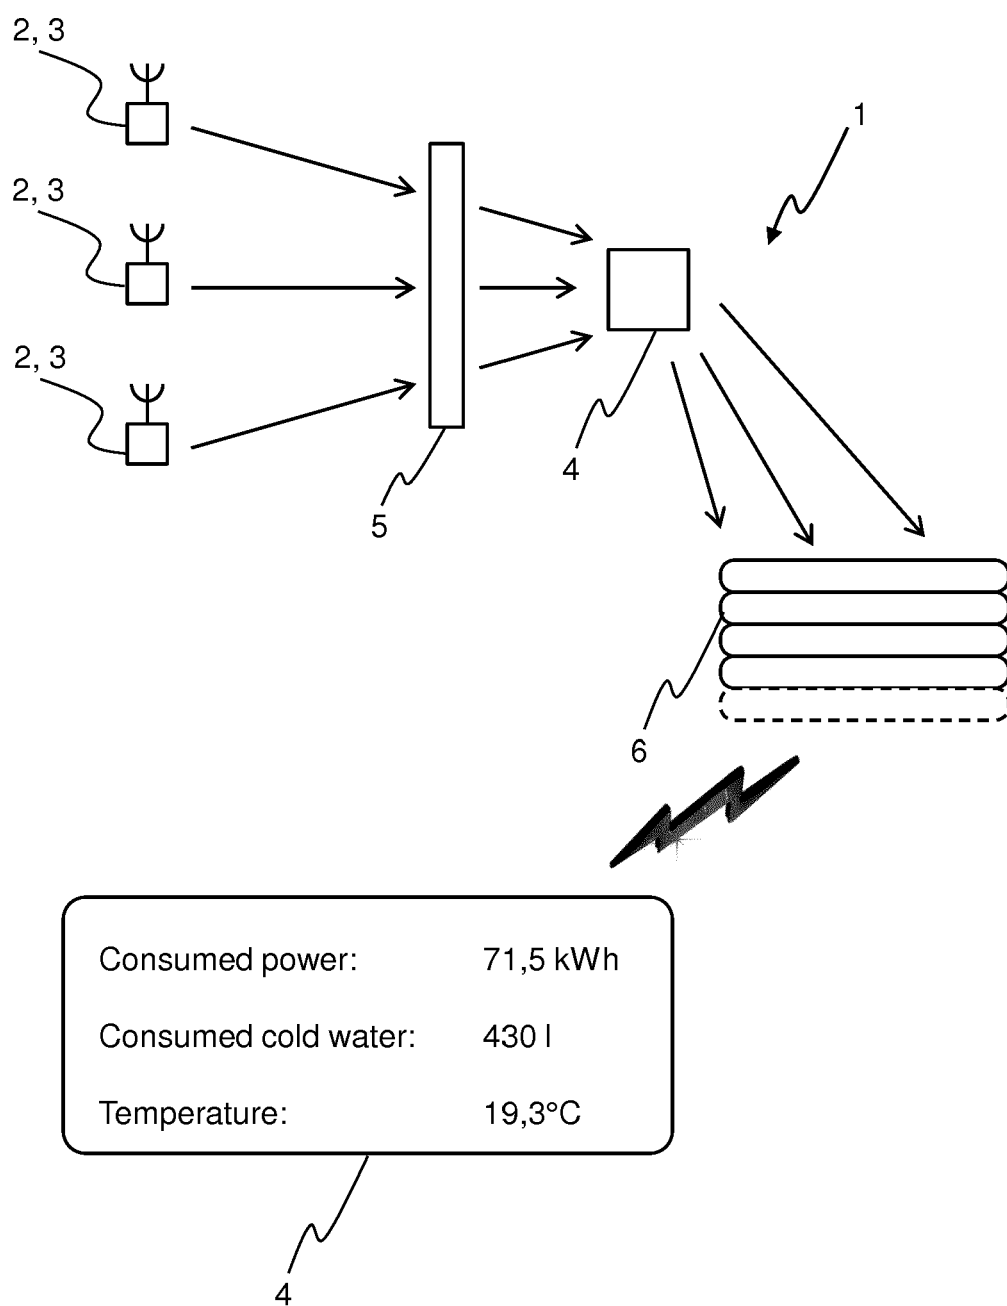 2, 3
1
2, 3
2, 3
4
5
6
Consumed power: 71,5 kWh
Consumed cold water: 430 l
Temperature: 19,3°C
4